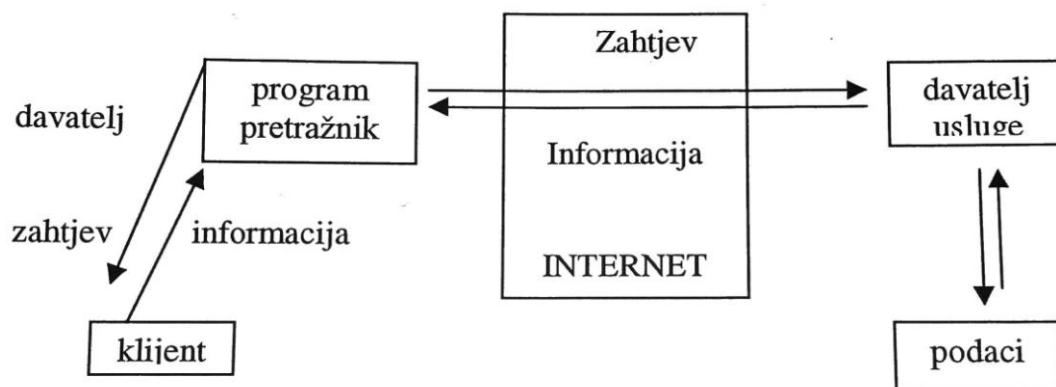 Zahtjev
program
pretražnik
davatelj
usluge
davatelj
Informacija
zahtjev
informacija
INTERNET
klijent
podaci